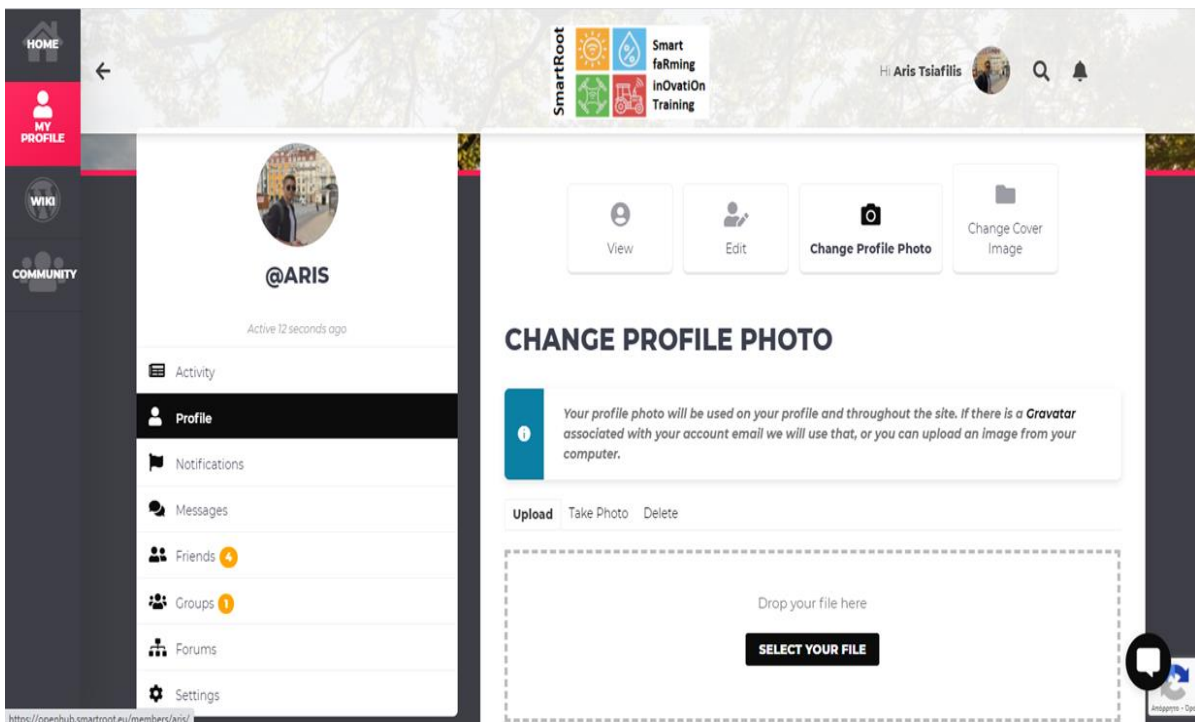 HOME
MY
PROFILE
WIKI
COMMUNITY
SmartRoot
Smart
faRming
inOvatiOn
Training
Hi Aris Tsiafilis
@ARIS
Active 12 seconds ago
Activity
Profile
Notifications
Messages
Friends 4
Groups 1
Forums
Settings
View
Edit
Change Profile Photo
Change Cover
Image
CHANGE PROFILE PHOTO
Your profile photo will be used on your profile and throughout the site. If there is a Gravatar
associated with your account email we will use that, or you can upload an image from your
computer.
Upload Take Photo Delete
Drop your file here
SELECT YOUR FILE
https://openhub.smartroot.eu/members/aris/
Απόρρητο -